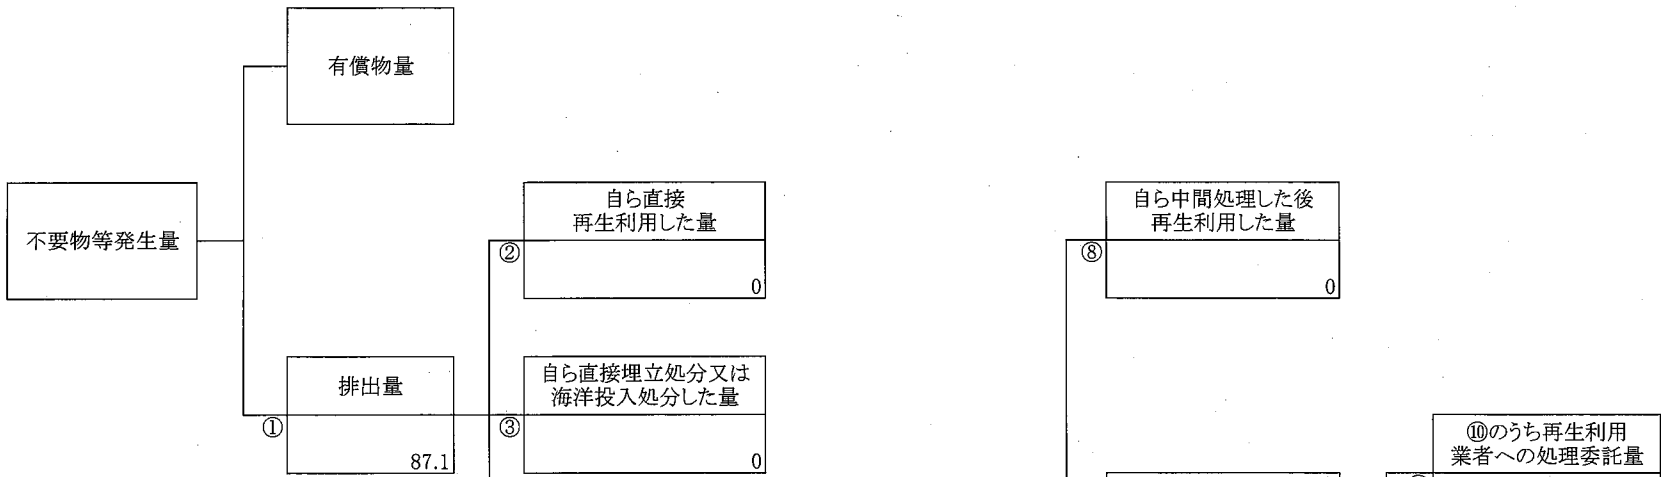 有償物量
不要物等発生量
自ら直接
再生利用した量
②
0
自ら中間処理した後
再生利用した量
⑧
0
排出量
①
87.1
自ら直接埋立処分又は
海洋投入処分した量
③
0
⑩のうち再生利用
業者への処理委託量